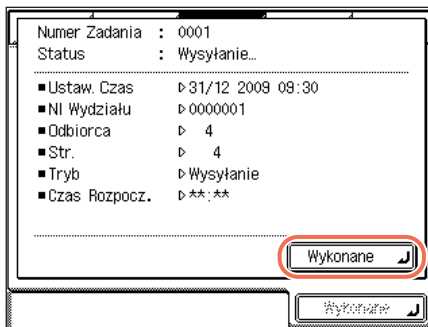 Numer Zadania : 0001
Status : Wysyłanie…
■ Ustaw. Czas ▷ 31/12 2009 09:30
■ NI Wydziału ▷ 0000001
■ Odbiorca ▷ 4
■ Str. ▷ 4
■ Tryb ▷ Wysyłanie
■ Czas Rozpocz. ▷ **:**
Wykonane
Wykonane